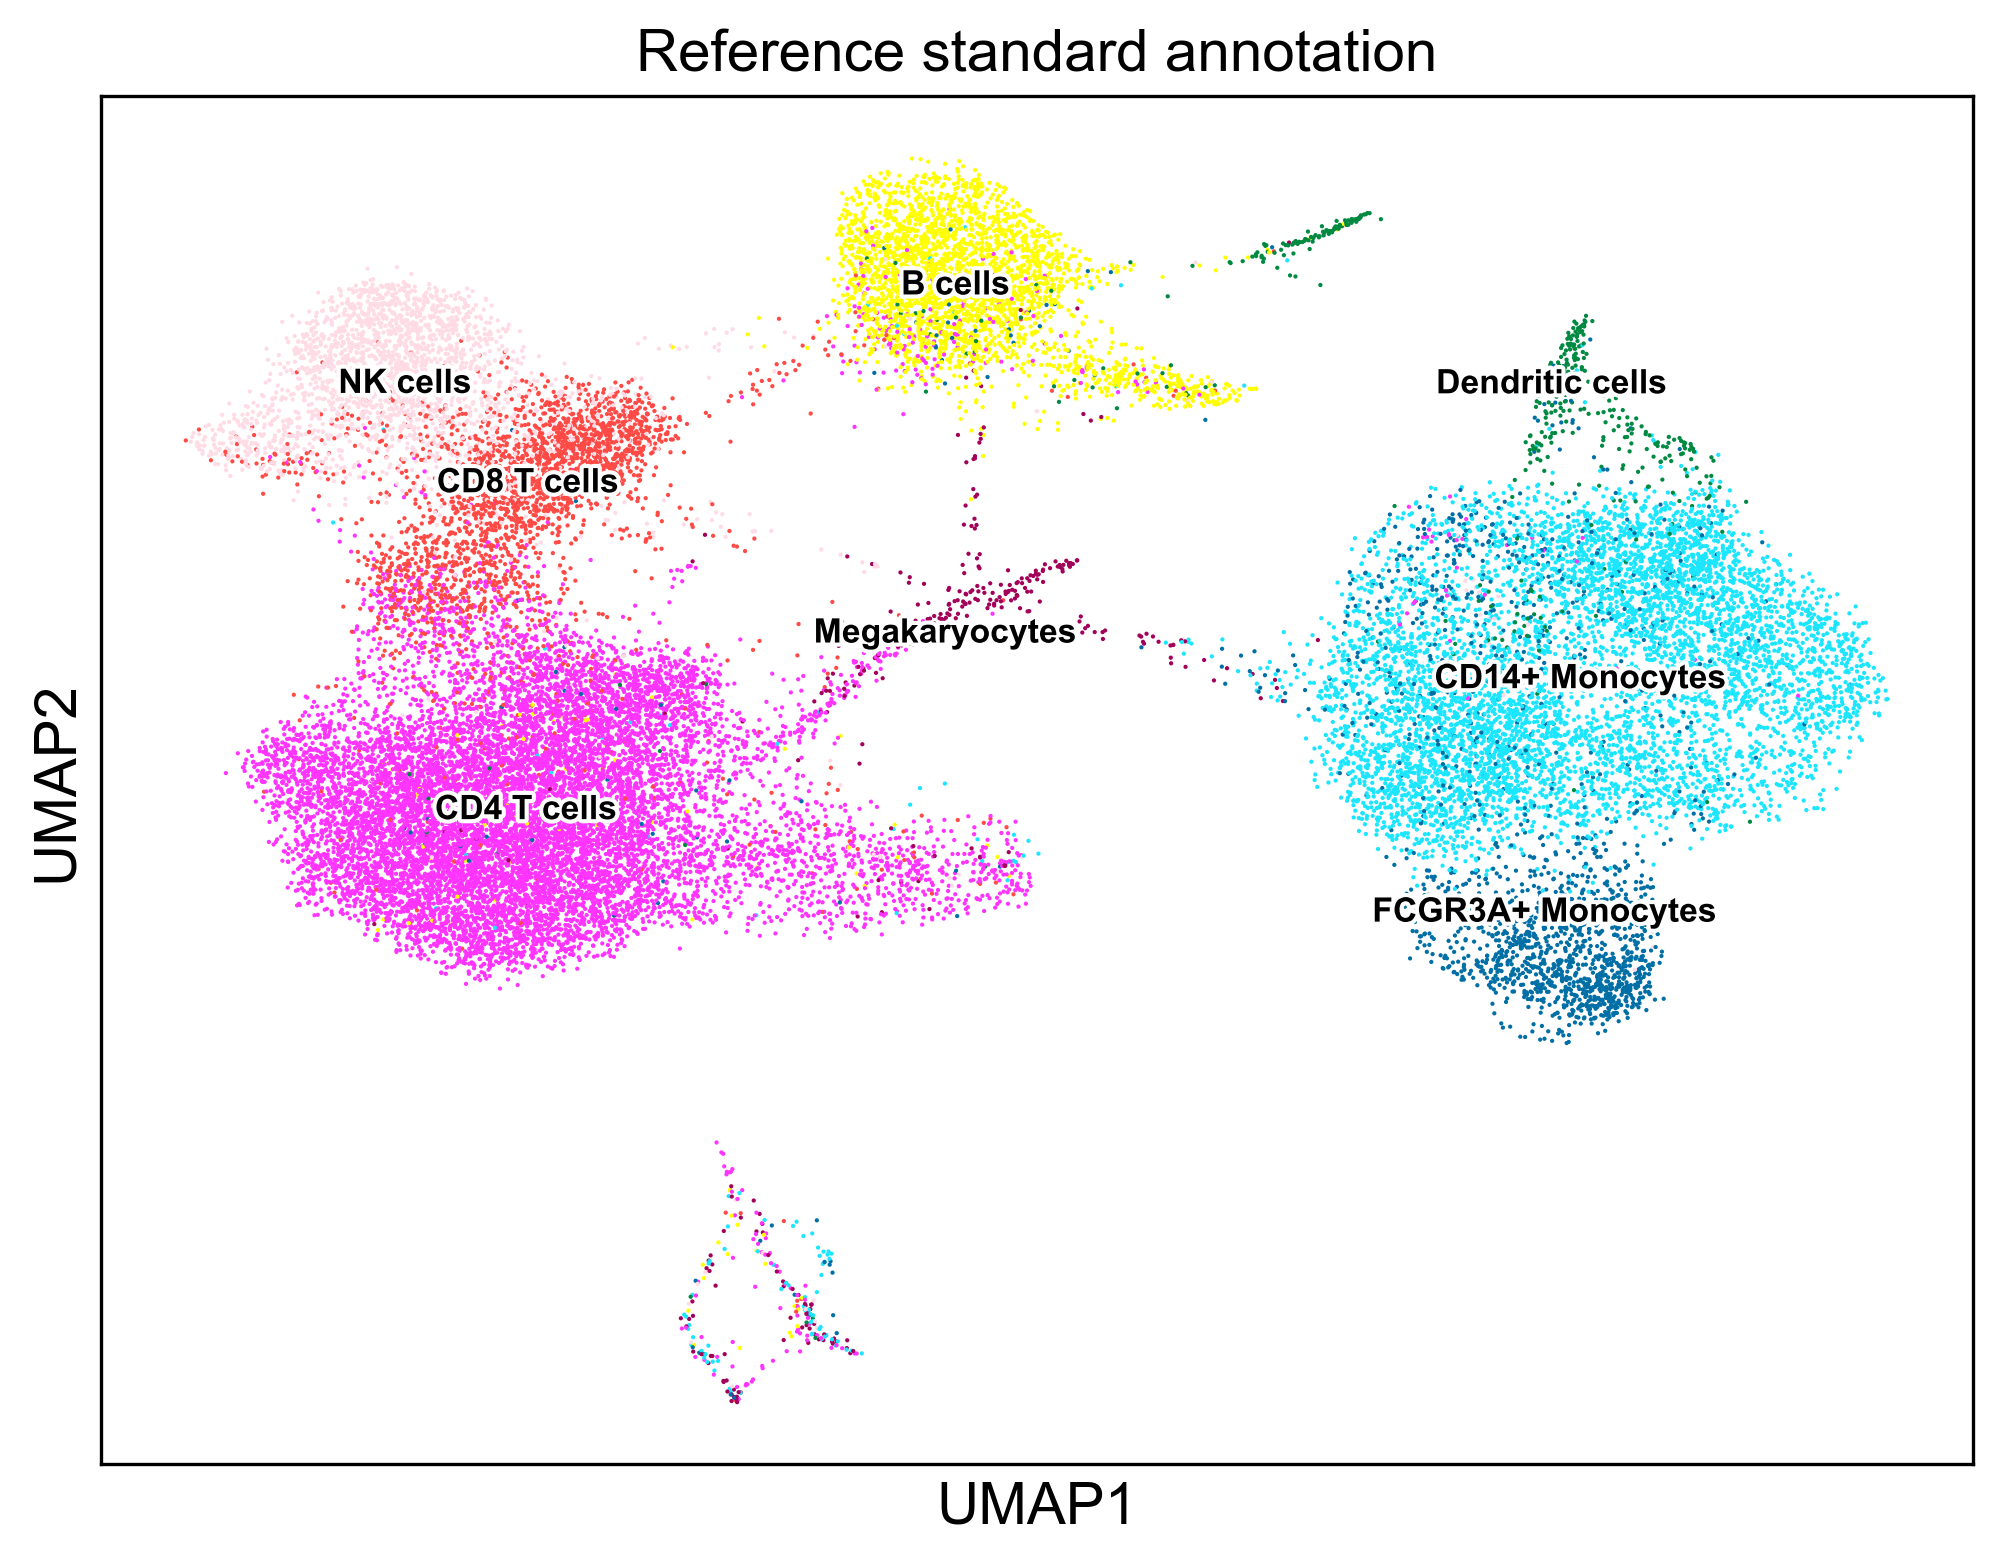 Reference standard annotation
B cells
NK cells
Dendritic cells
CD8 T cells
Megakaryocytes
CD14+ Monocytes
CD4 T cells
FCGR3A+ Monocytes
UMAP2
UMAP1